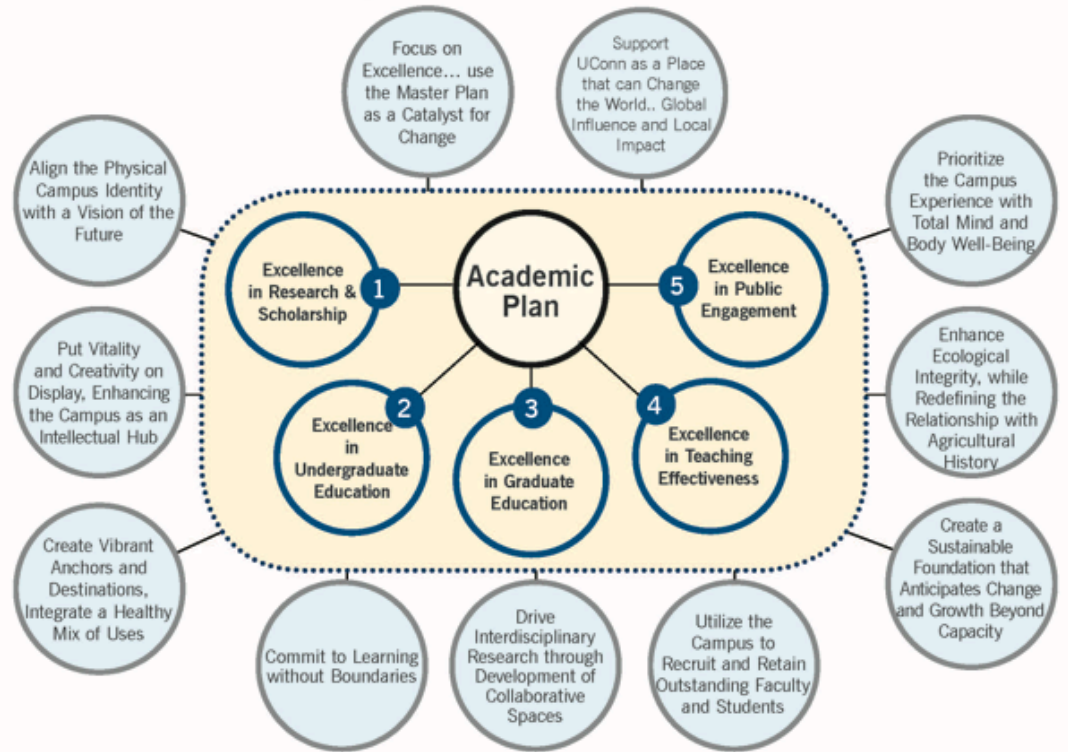 Focus on
Excellence... use
the Master Plan
as a Catalyst for
Change
Support
UConn as a Place
that can Change
the World.. Global
Influence and Local
Impact
Align the Physical
Campus Identity
with a Vision of the
Future
Prioritize
the Campus
Experience with
Total Mind and
Body Well-Being
Academic
Plan
1
Excellence
in Research &
Scholarship
5
Excellence
in Public
Engagement
Put Vitality
and Creativity on
Display, Enhancing
the Campus as an
Intellectual Hub
Enhance
Ecological
Integrity, while
Redefining the
Relationship with
Agricultural
History
2
Excellence
in
Undergraduate
Education
3
Excellence
in Graduate
Education
4
Excellence
in Teaching
Effectiveness
Create Vibrant
Anchors and
Destinations,
Integrate a Healthy
Mix of Uses
Create a
Sustainable
Foundation that
Anticipates Change
and Growth Beyond
Capacity
Commit to Learning
without Boundaries
Drive
Interdisciplinary
Research through
Development of
Collaborative
Spaces
Utilize the
Campus to
Recruit and Retain
Outstanding Faculty
and Students